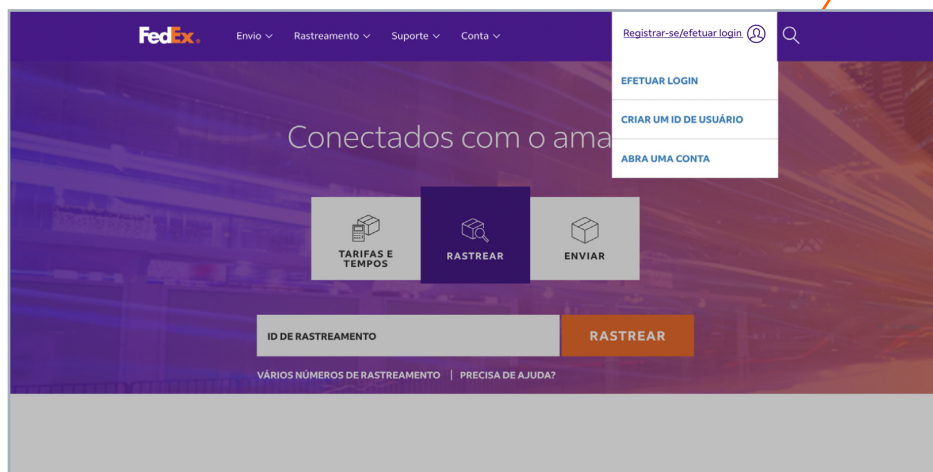 FedEx. Envio Rastreamento Suporte Conta Registrar-se/efetuar login
EFETUAR LOGIN
CRIAR UM ID DE USUÁRIO
ABRA UMA CONTA
Conectados com o ama
TARIFAS E
TEMPOS
RASTREAR
ENVIAR
ID DE RASTREAMENTO
RASTREAR
VÁRIOS NÚMEROS DE RASTREAMENTO | PRECISA DE AJUDA?